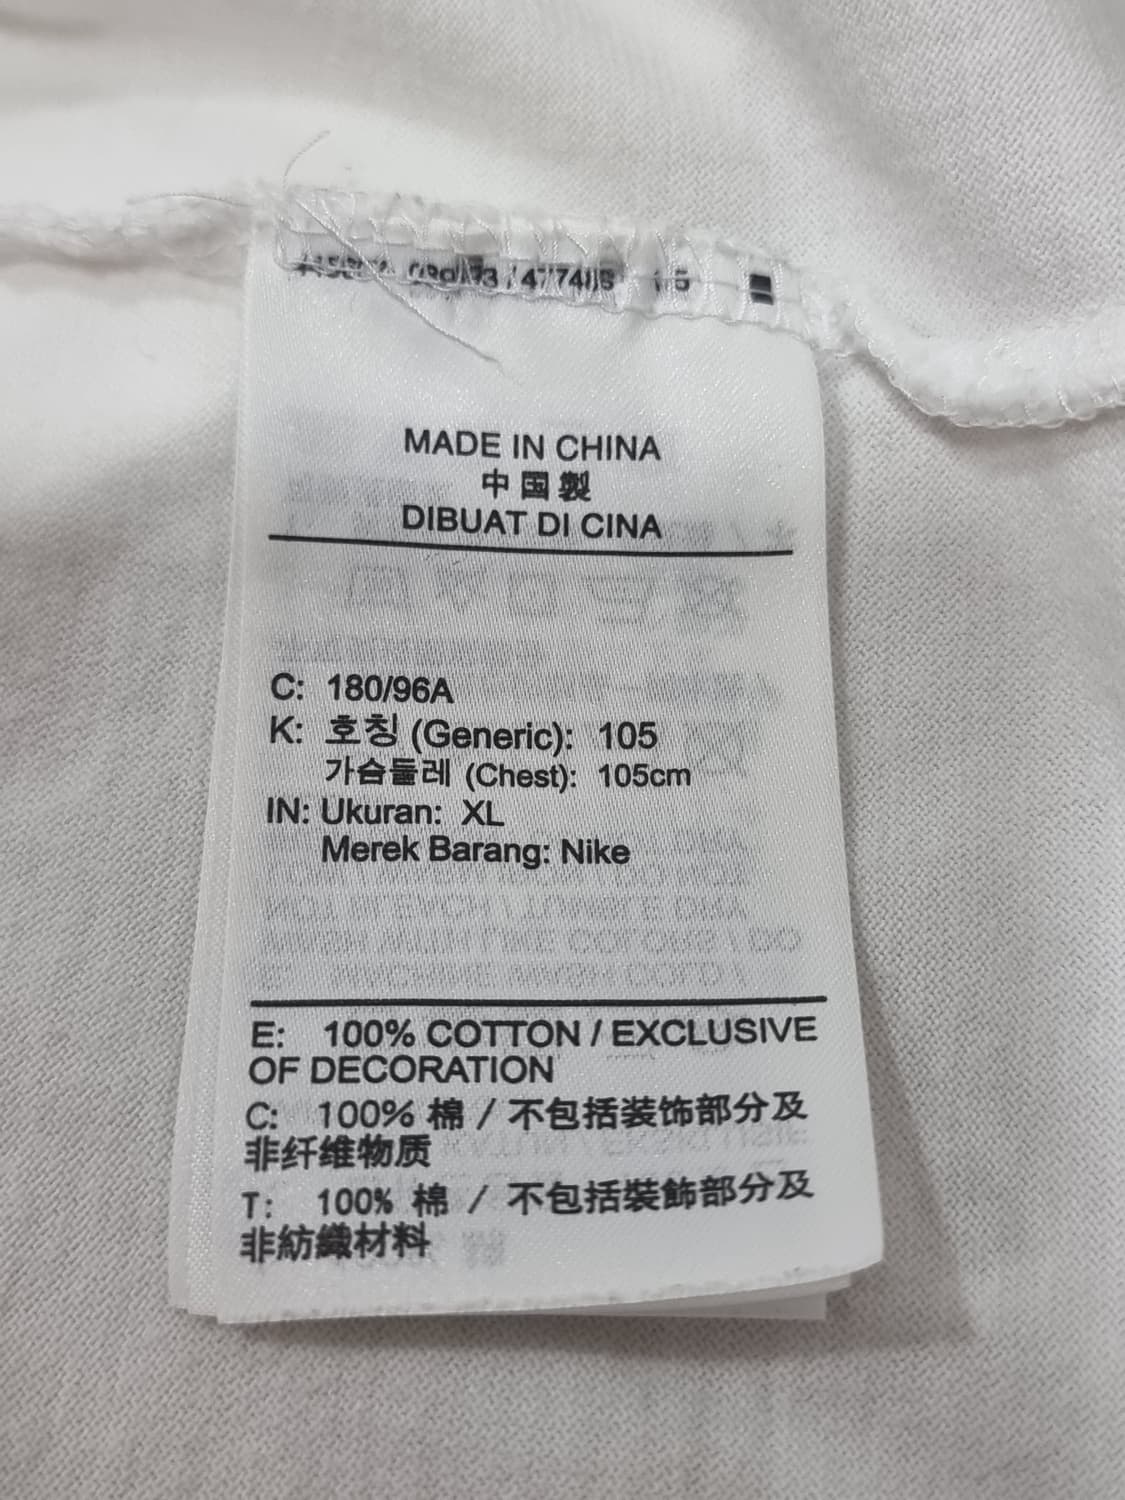 MADE IN CHINA
中国製
DIBUAT DI CINA
C: 180/96A
K: 호칭 (Generic): 105
가슴둘레 (Chest): 105cm
IN: Ukuran: XL
Merek Barang: Nike
E: 100% COTTON / EXCLUSIVE
OF DECORATION
C: 100% 棉 / 不包括装饰部分及
非纤维物质
T: 100% 棉 / 不包括裝飾部分及
非紡織材料